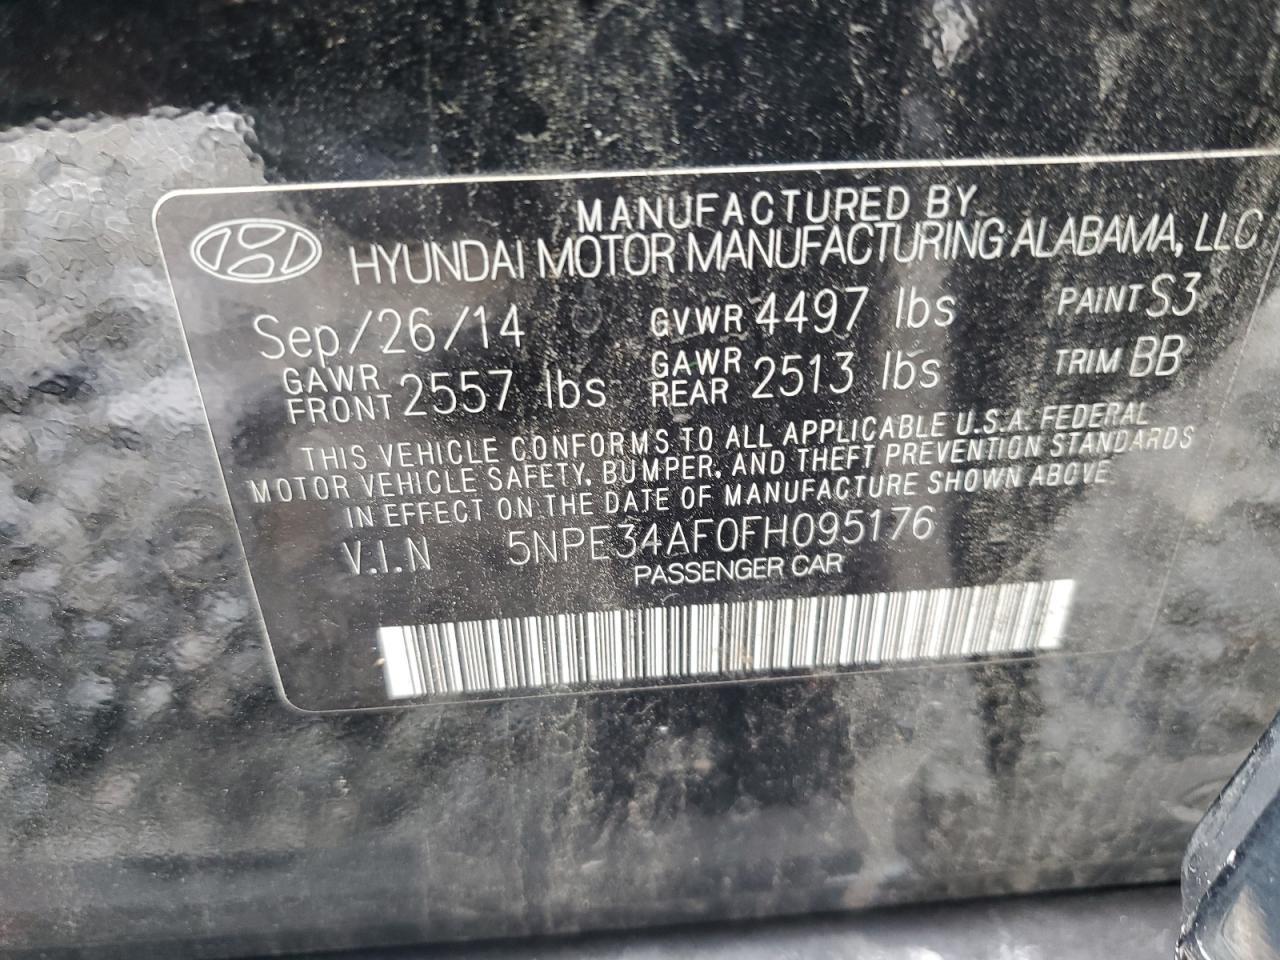 MANUFACTURED BY
HYUNDAI MOTOR MANUFACTURING ALABAMA, LLC
Sep/26/14 GVWR 4497 lbs PAINT S3
GAWR FRONT 2557 lbs GAWR REAR 2513 lbs TRIM BB
THIS VEHICLE CONFORMS TO ALL APPLICABLE U.S.A. FEDERAL
MOTOR VEHICLE SAFETY, BUMPER, AND THEFT PREVENTION STANDARDS
IN EFFECT ON THE DATE OF MANUFACTURE SHOWN ABOVE
V.I.N 5NPE34AF0FH095176
PASSENGER CAR